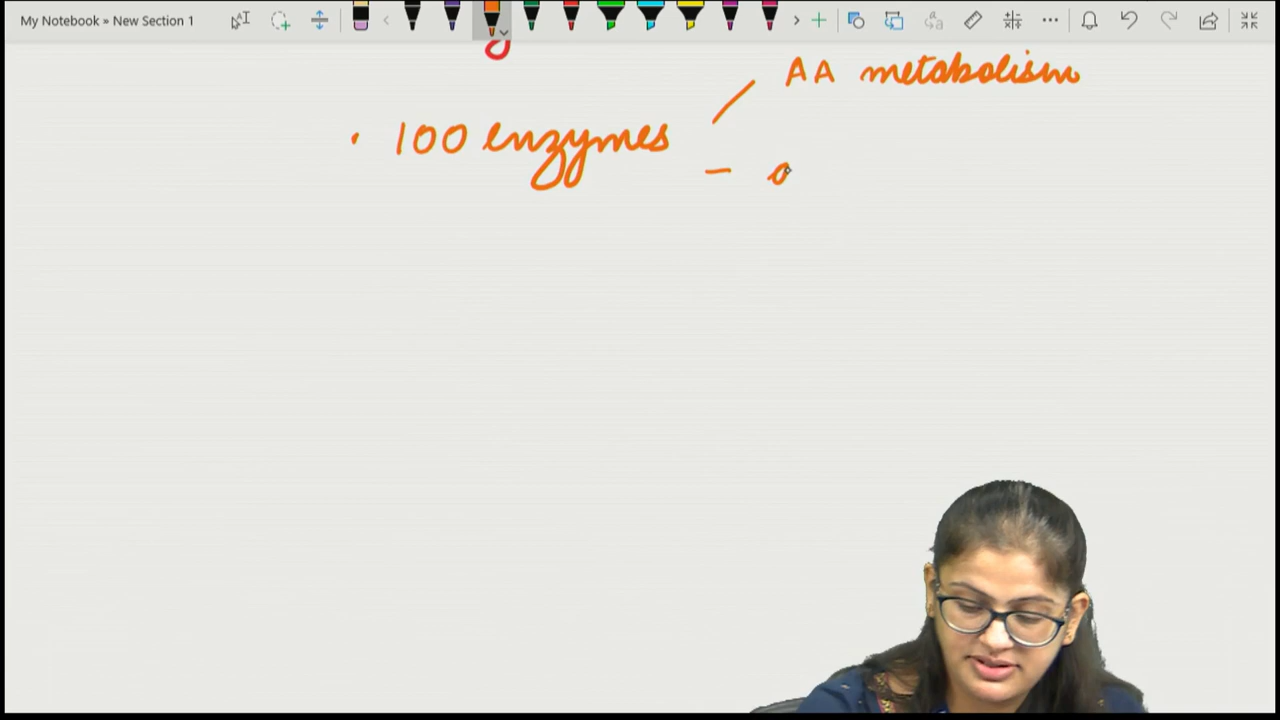 My Notebook » New Section 1
AA metabolism
• 100 enzymes
- o